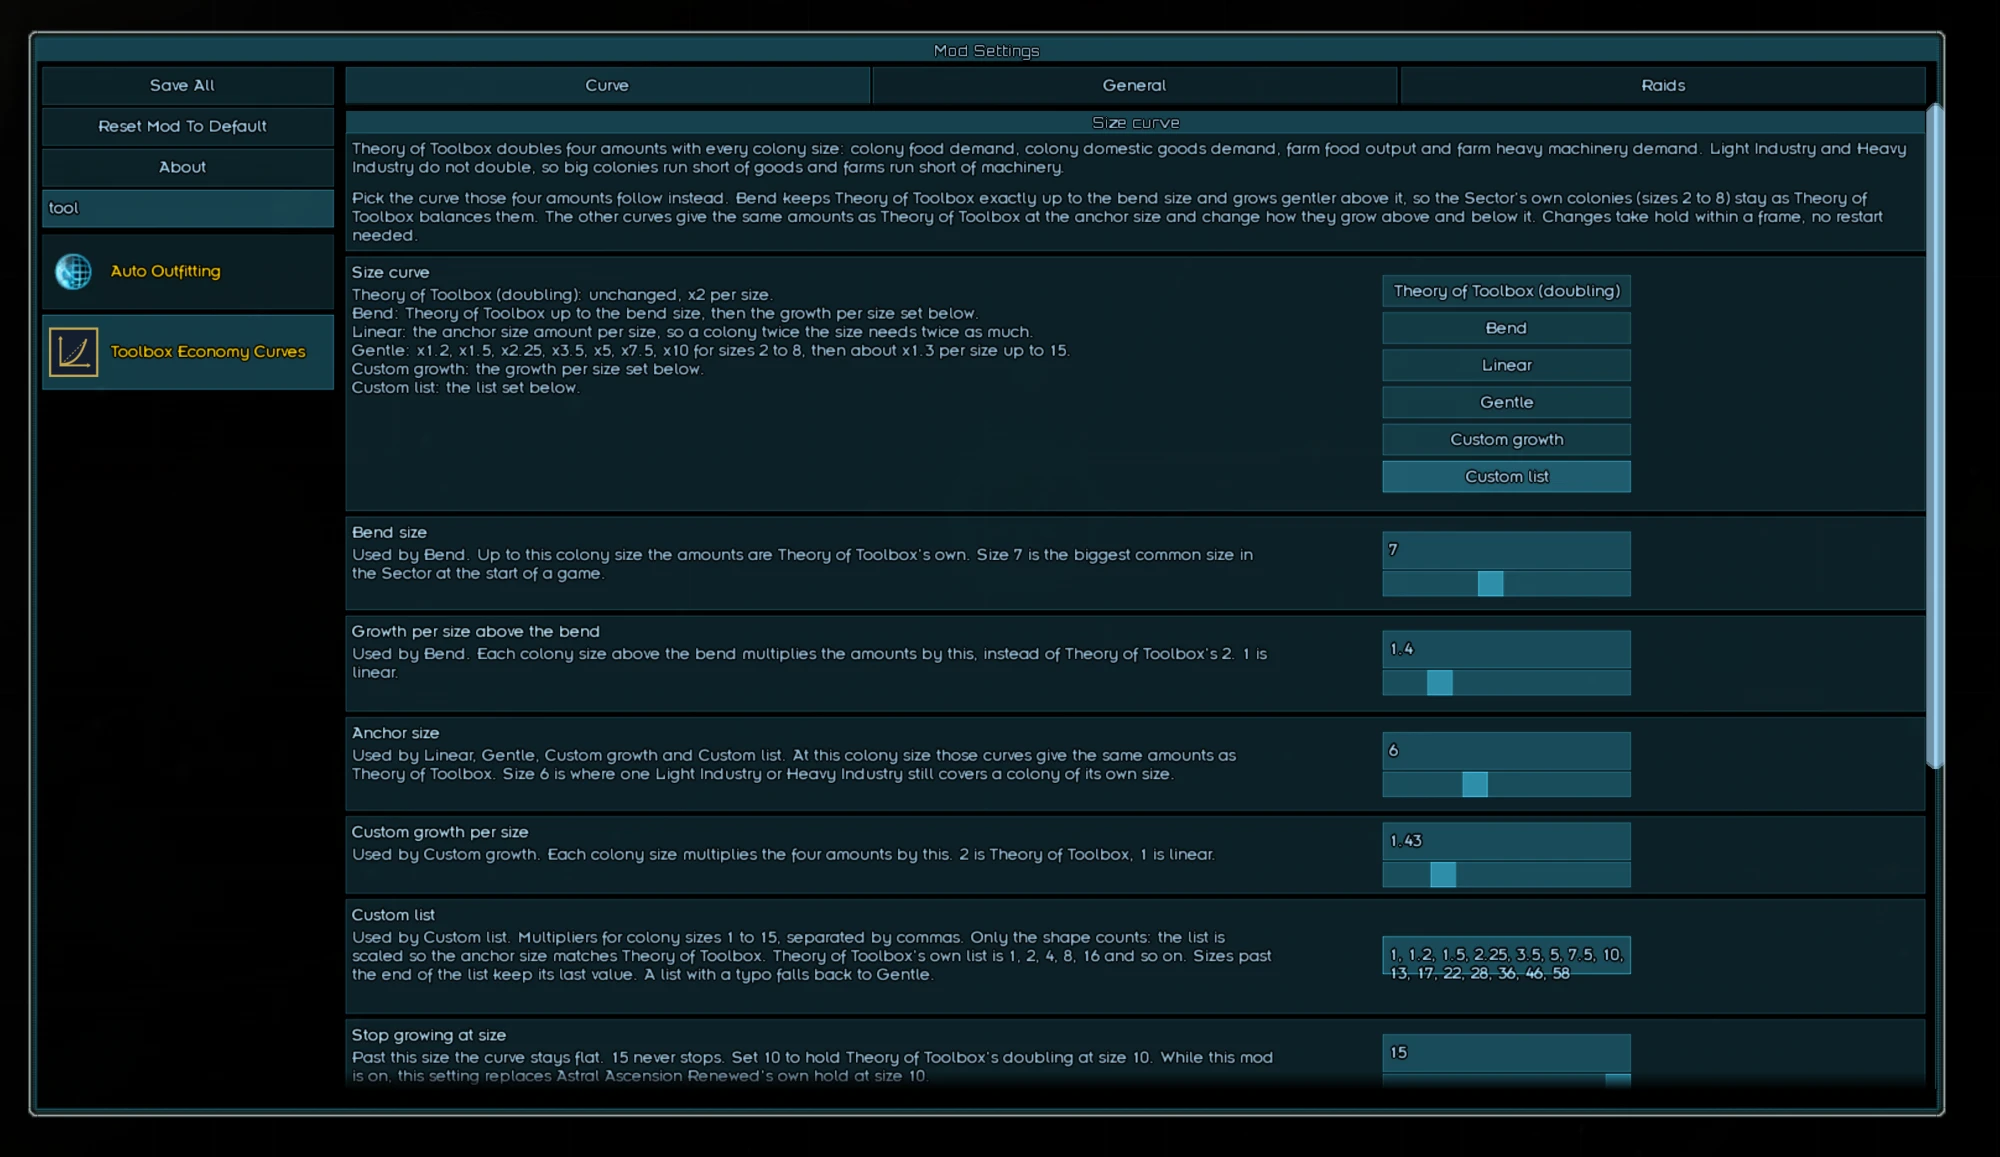 Mod Settings
Save All
Reset Mod To Default
About
tool
Auto Outfitting
Toolbox Economy Curves
Curve
General
Raids
Size curve
Theory of Toolbox doubles four amounts with every colony size: colony food demand, colony domestic goods demand, farm food output and farm heavy machinery demand. Light Industry and Heavy
Industry do not double, so big colonies run short of goods and farms run short of machinery.
Pick the curve those four amounts follow instead. Bend keeps Theory of Toolbox exactly up to the bend size and grows gentler above it, so the Sector's own colonies (sizes 2 to 8) stay as Theory of
Toolbox balances them. The other curves give the same amounts as Theory of Toolbox at the anchor size and change how they grow above and below it. Changes take hold within a frame, no restart
needed.
Size curve
Theory of Toolbox (doubling): unchanged, x2 per size.
Bend: Theory of Toolbox up to the bend size, then the growth per size set below.
Linear: the anchor size amount per size, so a colony twice the size needs twice as much.
Gentle: x1.2, x1.5, x2.25, x3.5, x5, x7.5, x10 for sizes 2 to 8, then about x1.3 per size up to 15.
Custom growth: the growth per size set below.
Custom list: the list set below.
Theory of Toolbox (doubling)
Bend
Linear
Gentle
Custom growth
Custom list
Bend size
Used by Bend. Up to this colony size the amounts are Theory of Toolbox's own. Size 7 is the biggest common size in
the Sector at the start of a game.
7
Growth per size above the bend
Used by Bend. Each colony size above the bend multiplies the amounts by this, instead of Theory of Toolbox's 2. 1 is
linear.
1.4
Anchor size
Used by Linear, Gentle, Custom growth and Custom list. At this colony size those curves give the same amounts as
Theory of Toolbox. Size 6 is where one Light Industry or Heavy Industry still covers a colony of its own size.
6
Custom growth per size
Used by Custom growth. Each colony size multiplies the four amounts by this. 2 is Theory of Toolbox, 1 is linear.
1.43
Custom list
Used by Custom list. Multipliers for colony sizes 1 to 15, separated by commas. Only the shape counts: the list is
scaled so the anchor size matches Theory of Toolbox. Theory of Toolbox's own list is 1, 2, 4, 8, 16 and so on. Sizes past
the end of the list keep its last value. A list with a typo falls back to Gentle.
1, 1.2, 1.5, 2.25, 3.5, 5, 7.5, 10,
13, 17, 22, 28, 36, 46, 58
Stop growing at size
Past this size the curve stays flat. 15 never stops. Set 10 to hold Theory of Toolbox's doubling at size 10. While this mod
is on, this setting replaces Astral Ascension Renewed's own hold at size 10.
15